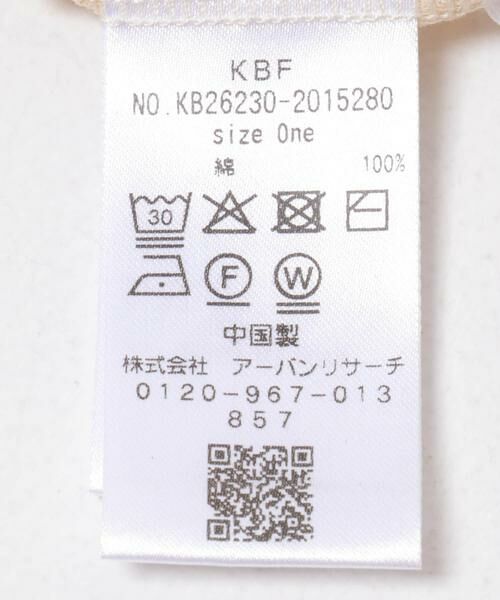 KBF
NO.KB26230-2015280
size One
綿 100%
30
F W
中国製
株式会社 アーバンリサーチ
0120-967-013
857